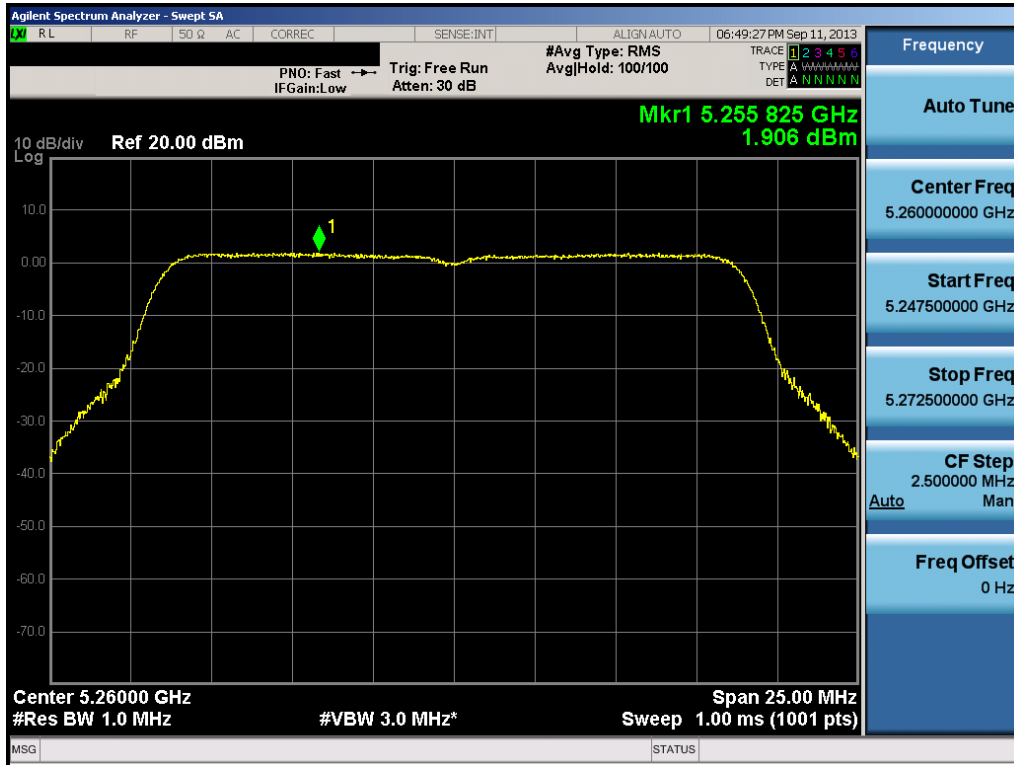 Agilent Spectrum Analyzer - Swept SA
LXI RL RF 50 Ω AC CORREC SENSE:INT ALIGN AUTO 06:49:27 PM Sep 11, 2013
PNO: Fast
IFGain:Low
Trig: Free Run
Atten: 30 dB
#Avg Type: RMS
Avg|Hold: 100/100
TRACE 1 2 3 4 5 6
TYPE A WWWWW
DET A N N N N N
Mkr1 5.255 825 GHz
1.906 dBm
10 dB/div Ref 20.00 dBm
Log
10.0
0.00
-10.0
-20.0
-30.0
-40.0
-50.0
-60.0
-70.0
1
Center 5.26000 GHz Span 25.00 MHz
#Res BW 1.0 MHz #VBW 3.0 MHz* Sweep 1.00 ms (1001 pts)
MSG STATUS
Frequency
Auto Tune
Center Freq
5.260000000 GHz
Start Freq
5.247500000 GHz
Stop Freq
5.272500000 GHz
CF Step
2.500000 MHz
Auto Man
Freq Offset
0 Hz